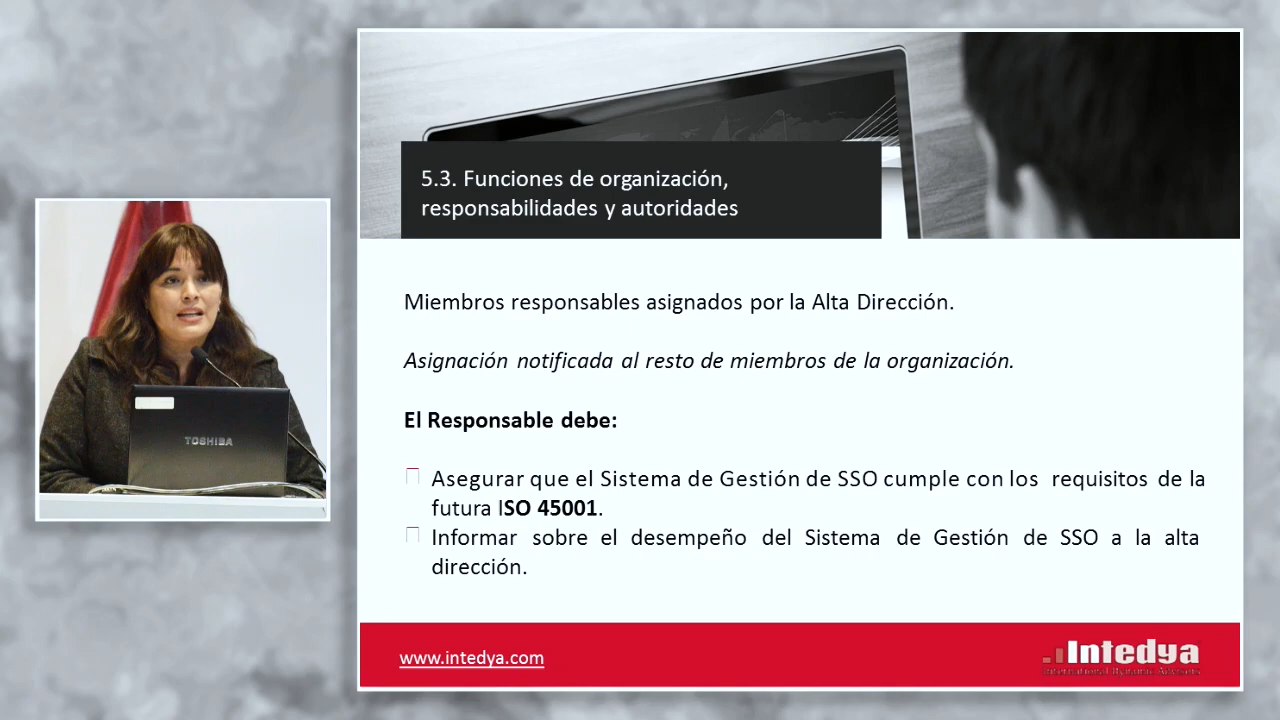 5.3. Funciones de organización,
responsabilidades y autoridades
Miembros responsables asignados por la Alta Dirección.
Asignación notificada al resto de miembros de la organización.
El Responsable debe:
Asegurar que el Sistema de Gestión de SSO cumple con los requisitos de la
futura ISO 45001.
Informar sobre el desempeño del Sistema de Gestión de SSO a la alta
dirección.
TOSHIBA
www.intedya.com
Intedya
International Dynamic Advisors